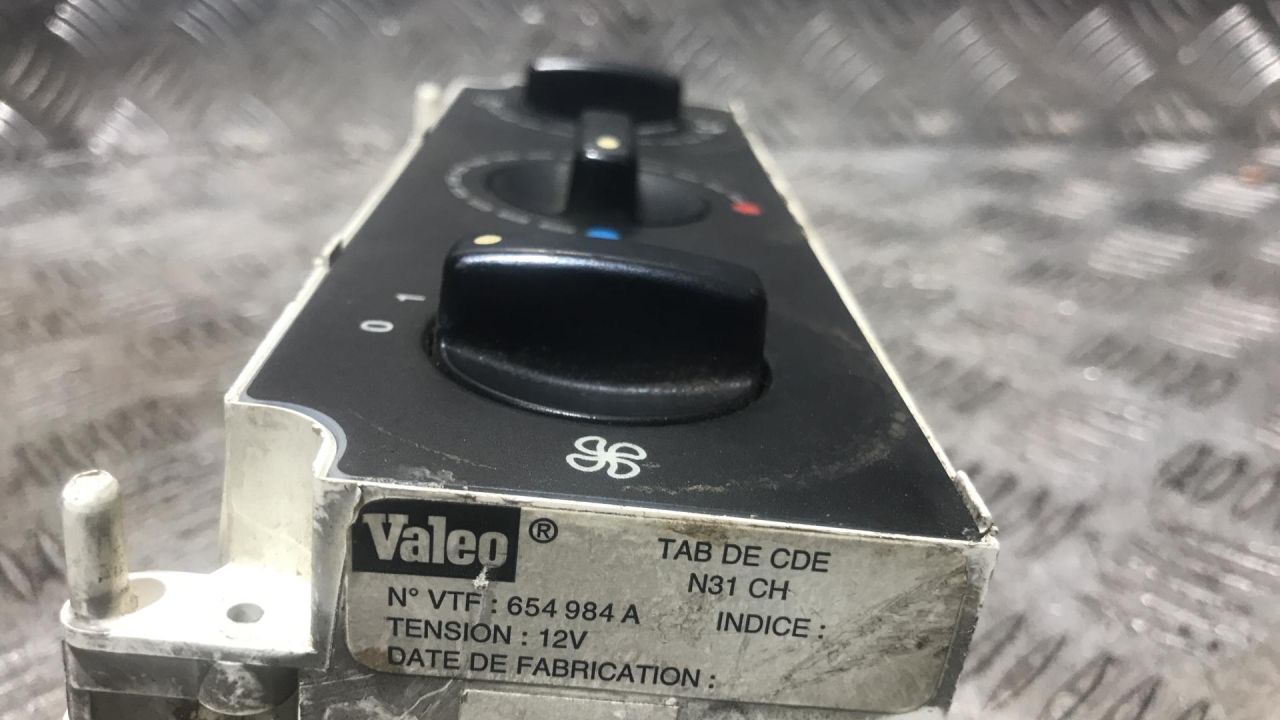 1
0
Valeo ®
TAB DE CDE
N31 CH
N° VTF : 654 984 A
INDICE :
TENSION : 12V
DATE DE FABRICATION :